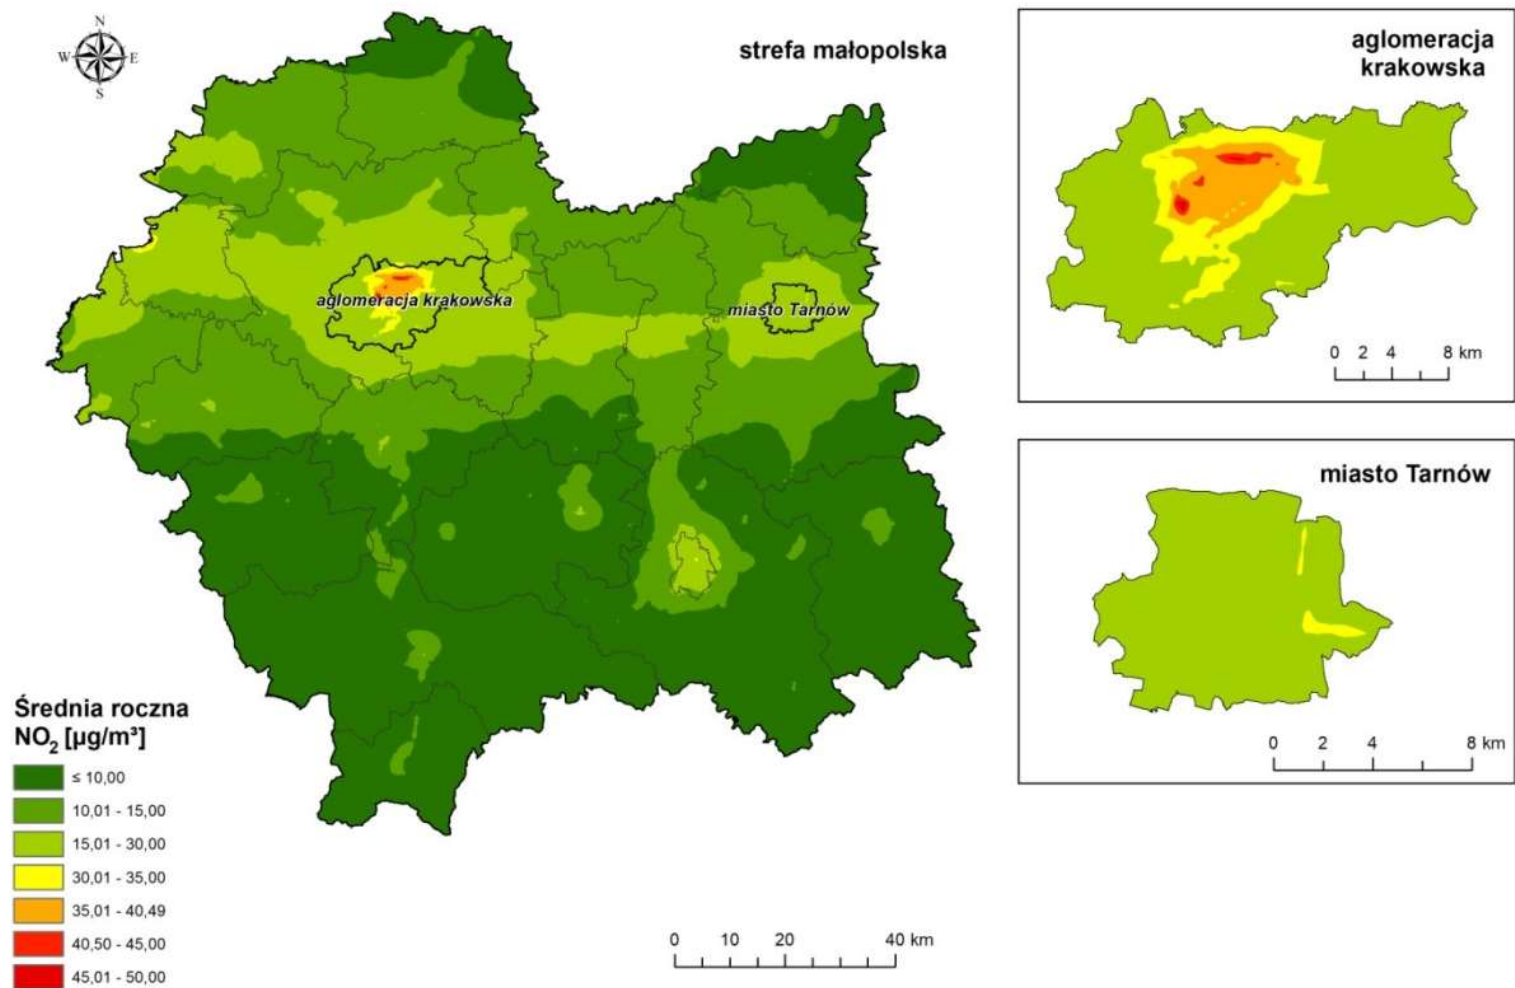 N
W E
S
strefa małopolska
aglomeracja krakowska
miasto Tarnów
Średnia roczna
NO₂ [µg/m³]
≤ 10,00
10,01 - 15,00
15,01 - 30,00
30,01 - 35,00
35,01 - 40,49
40,50 - 45,00
45,01 - 50,00
0 10 20 40 km
aglomeracja
krakowska
0 2 4 8 km
miasto Tarnów
0 2 4 8 km